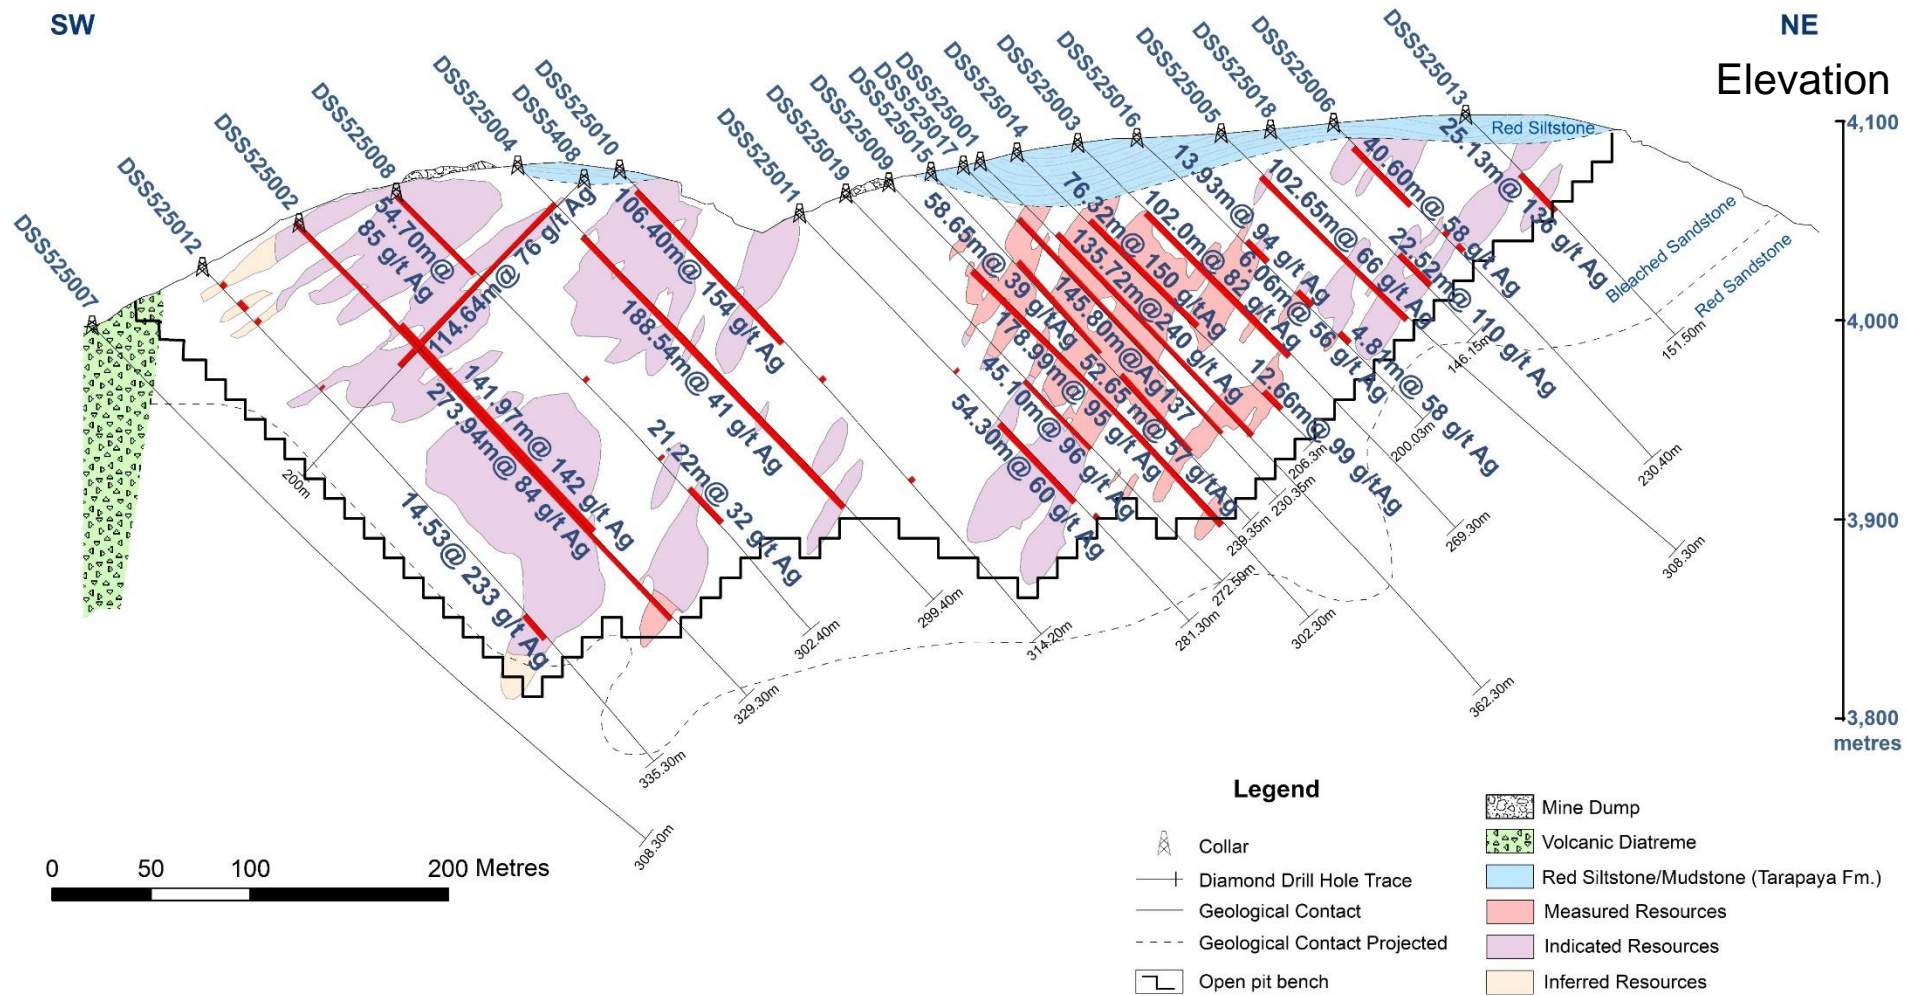 SW
NE
Elevation
DSS525007
DSS525012
DSS525002
DSS525008
DSS525004
DSS5408
DSS525010
DSS525011
DSS525019
DSS525009
DSS525015
DSS525017
DSS525001
DSS525014
DSS525003
DSS525016
DSS525005
DSS525018
DSS525006
DSS525013
Red Siltstone
Bleached Sandstone
Red Sandstone
54.70m@
85 g/t Ag
114.64m@ 76 g/t Ag
106.40m@ 154 g/t Ag
188.54m@ 41 g/t Ag
141.97m@ 142 g/t Ag
273.94m@ 84 g/t Ag
14.53@ 233 g/t Ag
21.22m@ 32 g/t Ag
58.65m@ 39 g/tAg
178.99m@ 95 g/t Ag
45.10m@ 96 g/t Ag
54.30m@ 60 g/t Ag
145.80m@Ag137
52.65 m@ 57 g/tAg
135.72m@240 g/t Ag
76.32m@ 150 g/tAg
102.0m@ 82 g/t Ag
13.93m@ 94 g/t Ag
6.06m@ 56 g/t Ag
12.66m@ 99 g/tAg
102.65m@ 66 g/t Ag
4.81m@ 58 g/t Ag
40.60m@ 58 g/t Ag
22.52m@ 110 g/t Ag
25.13m@ 136 g/t Ag
200m
308.30m
335.30m
329.30m
302.40m
299.40m
314.20m
281.30m
302.30m
272.50m
239.35m
230.35m
206.3m
362.30m
200.03m
269.30m
146.15m
308.30m
230.40m
151.50m
4,100
4,000
3,900
3,800
metres
0 50 100 200 Metres
Legend
Collar
Diamond Drill Hole Trace
Geological Contact
Geological Contact Projected
Open pit bench
Mine Dump
Volcanic Diatreme
Red Siltstone/Mudstone (Tarapaya Fm.)
Measured Resources
Indicated Resources
Inferred Resources